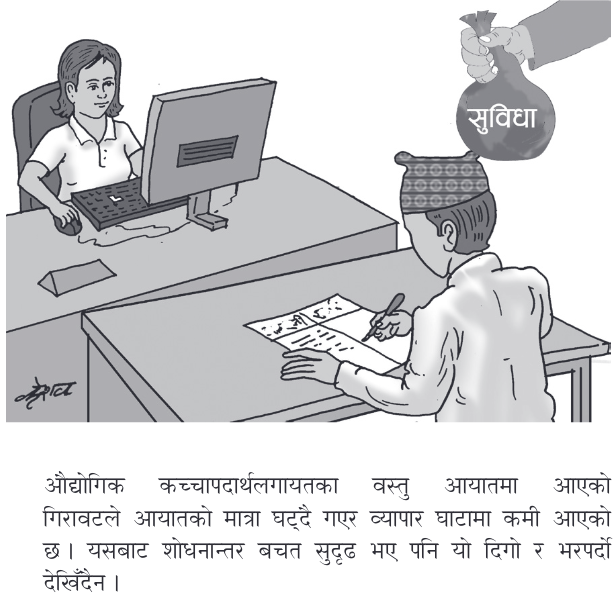 सुविधा
औद्योगिक कच्चापदार्थलगायतका वस्तु आयातमा आएको
गिरावटले आयातको मात्रा घट्दै गएर व्यापार घाटामा कमी आएको
छ। यसबाट शोधनान्तर बचत सुदृढ भए पनि यो दिगो र भरपर्दो
देखिँदैन।